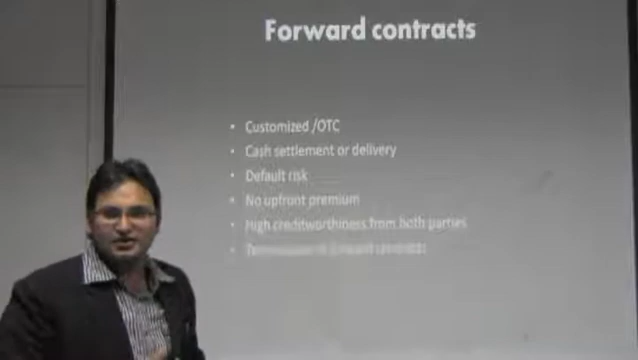 Forward contracts
• Customized /OTC
• Cash settlement or delivery
• Default risk
• No upfront premium
• High creditworthiness from both parties